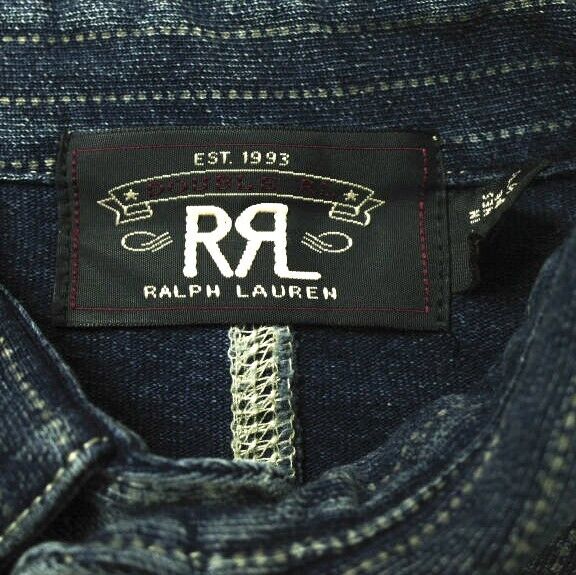 EST. 1993
DOUBLE RL
RRL
RALPH LAUREN